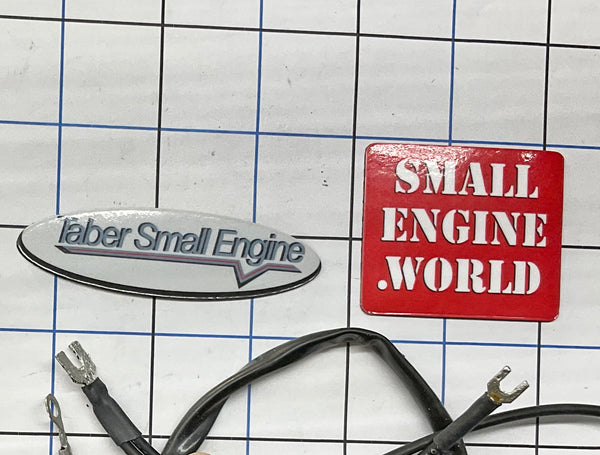 Taber Small Engine
SMALL
ENGINE
.WORLD